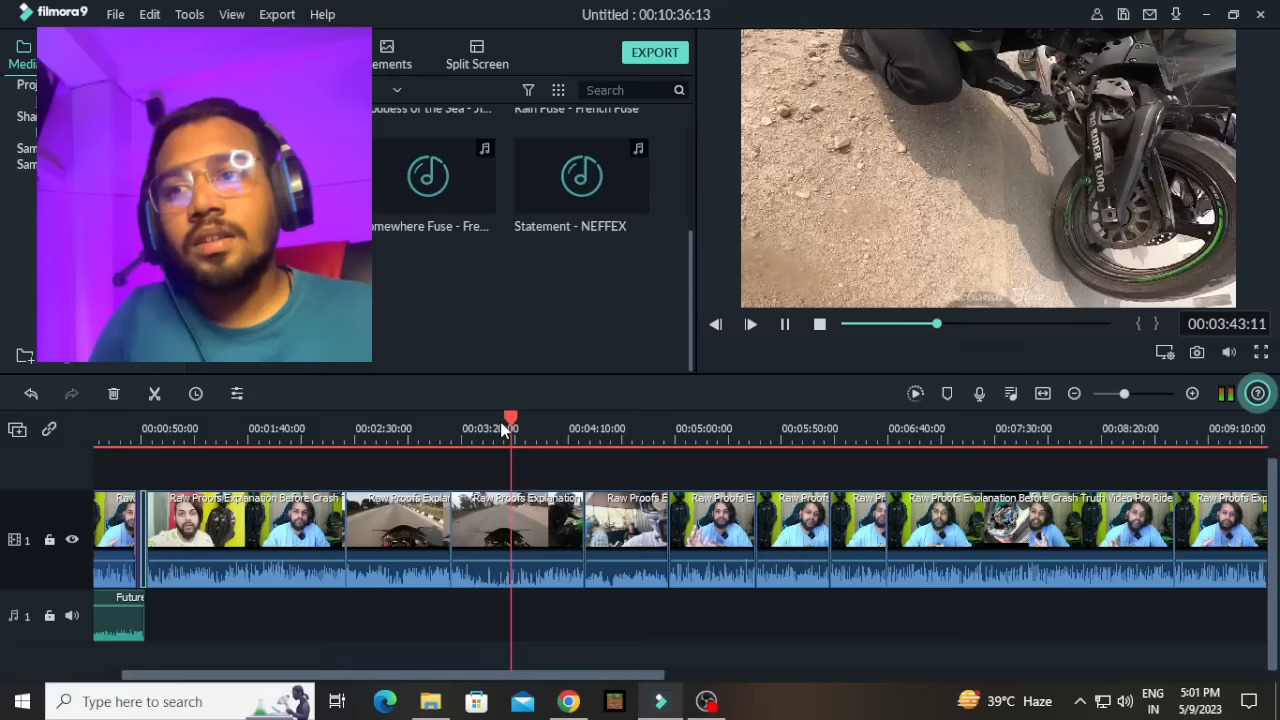 filmora9 File Edit Tools View Export Help Untitled : 00:10:36:13
Split Screen EXPORT
Search
Rain Fuse - French Fuse
Statement - NEFFEX
RIDER 1000
00:03:43:11
00:00:50:00 00:01:40:00 00:02:30:00 00:04:10:00 00:05:00:00 00:05:50:00 00:06:40:00 00:07:30:00 00:08:20:00 00:09:10:00
Raw Proofs Explanation Before Crash Raw Proofs Explanation Raw Proofs Explanation Before Crash Truth Video Pro Ride
1
1
Type here to search 39°C Haze ENG 5:01 PM
IN 5/9/2023